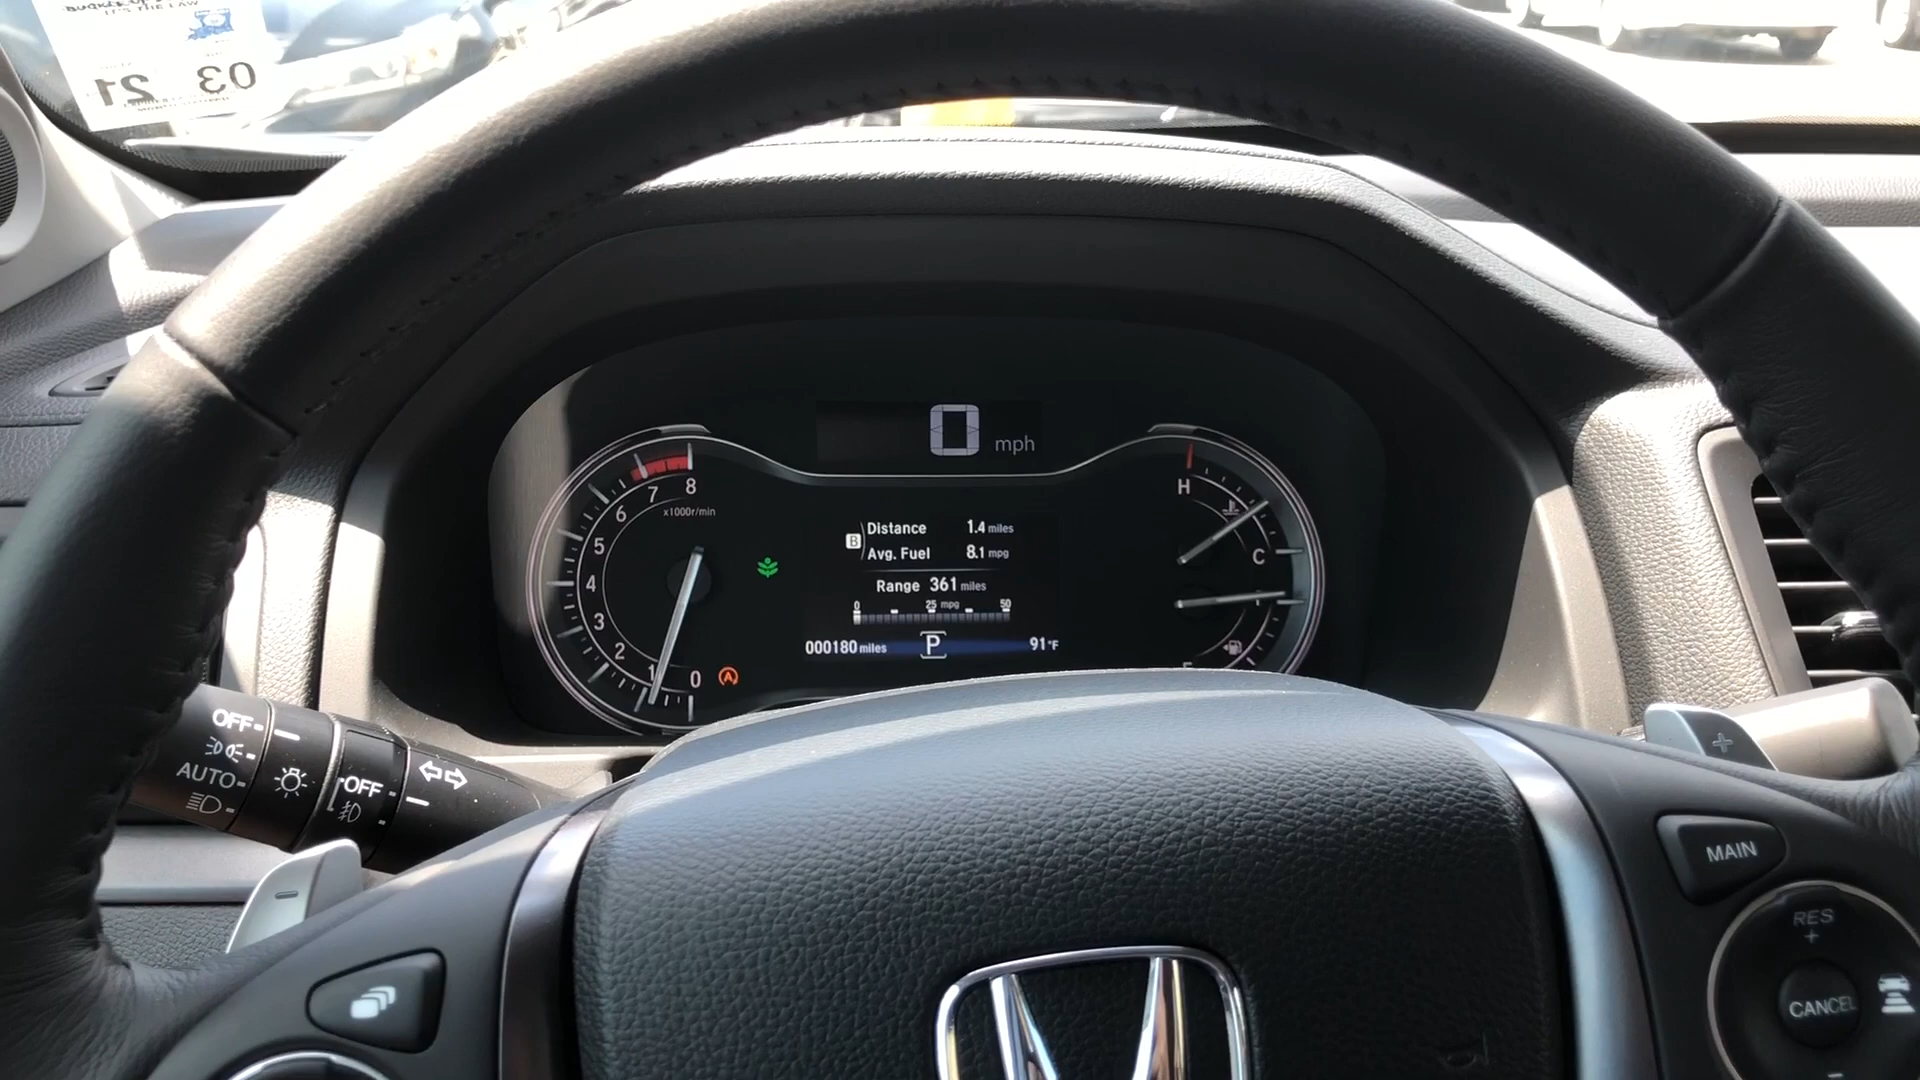 03 21
0 mph
8
7
6
x1000r/min
5
4
3
2
1
0
A
B
Distance 1.4 miles
Avg. Fuel 8.1 mpg
Range 361 miles
0 25 mpg 50
000180 miles P 91°F
H
C
OFF
AUTO
OFF
-
+
MAIN
RES
+
CANCEL
-